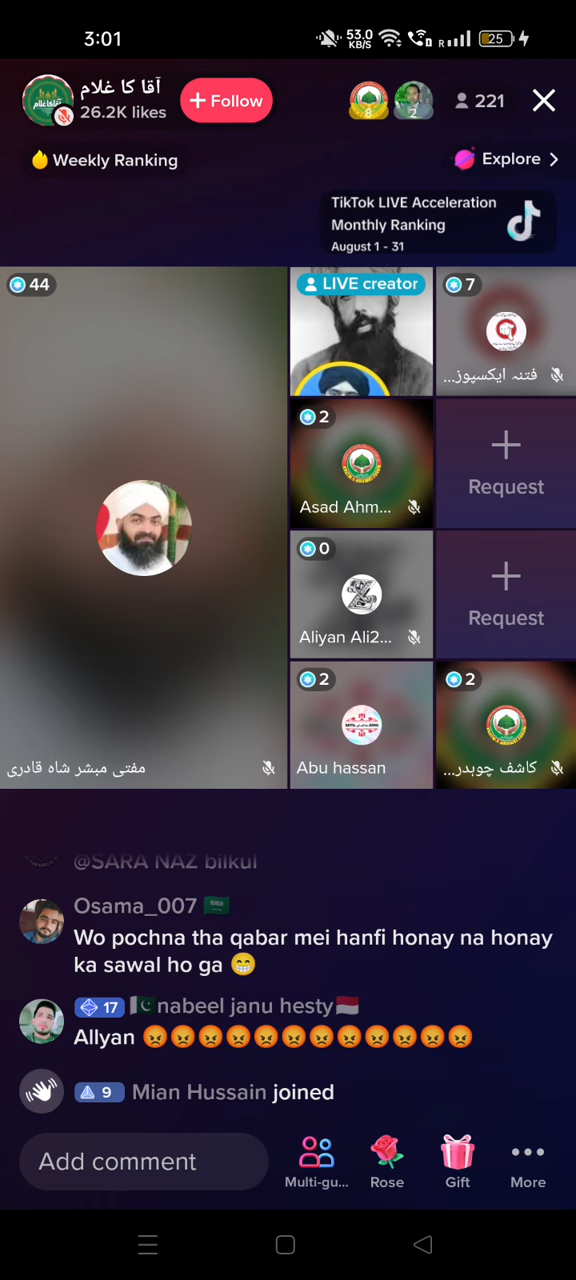 3:01
53.0
KB/S
R
25
آقا کا غلام
26.2K likes
+ Follow
8
2
221
Weekly Ranking
Explore >
TikTok LIVE Acceleration
Monthly Ranking
August 1 - 31
44
LIVE creator
7
فتنہ ایکسپوز...
2
Asad Ahm...
Request
0
Aliyan Ali2...
Request
مفتی مبشر شاہ قادری
2
Abu hassan
2
کاشف چوہدر...
@SARA NAZ bilkul
Osama_007
Wo pochna tha qabar mei hanfi honay na honay
ka sawal ho ga 😁
17 🇵🇰nabeel janu hesty🇮🇩
Allyan 😡😡😡😡😡😡😡😡😡😡😡😡
9 Mian Hussain joined
Add comment
Multi-gu...
Rose
Gift
More